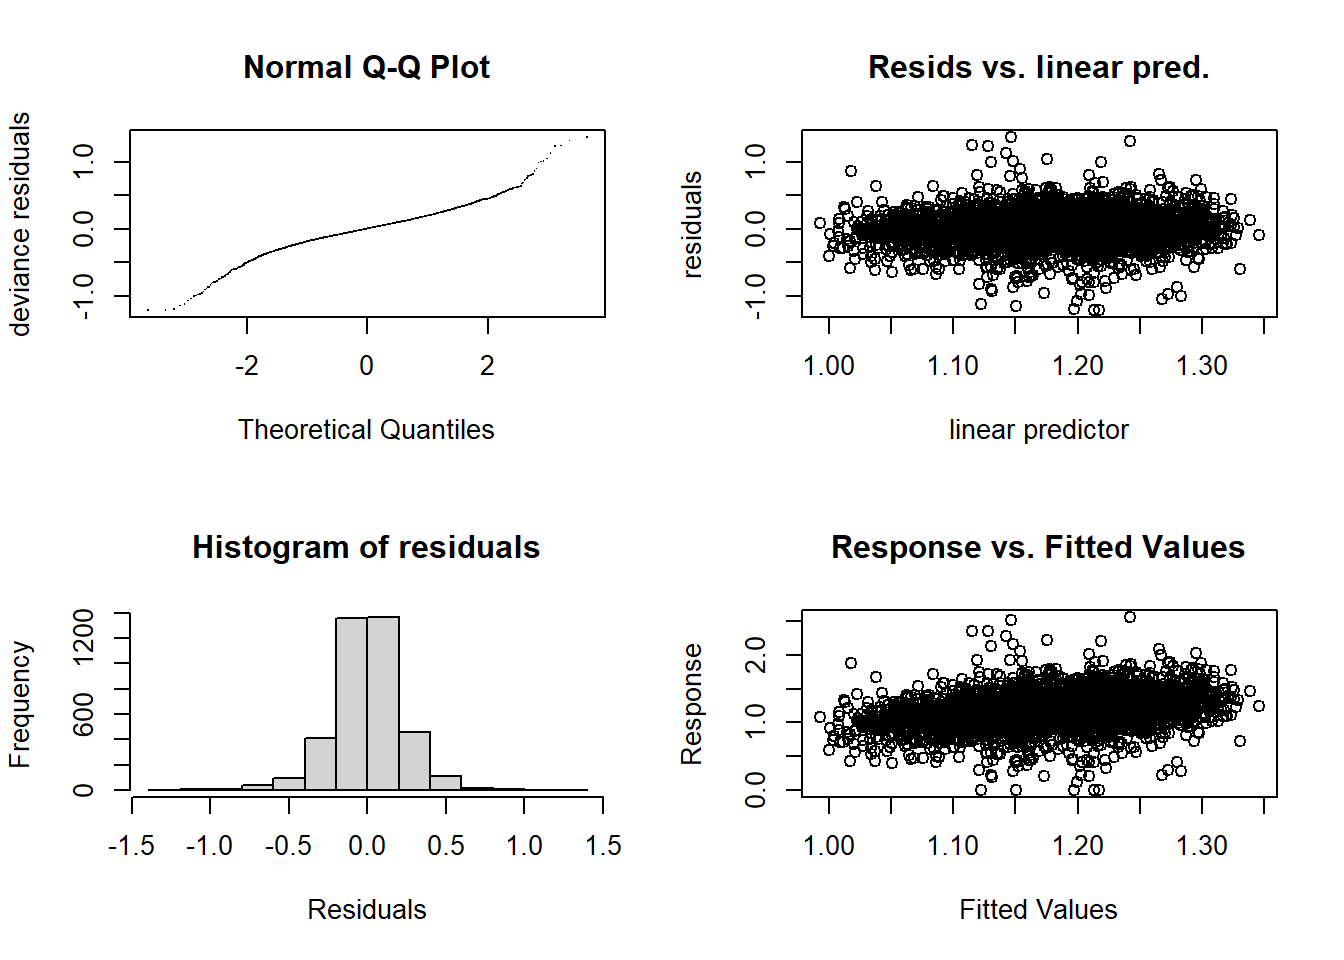 Normal Q-Q Plot
deviance residuals
-1.0 0.0 1.0
-2 0 2
Theoretical Quantiles
Resids vs. linear pred.
residuals
-1.0 0.0 1.0
1.00 1.10 1.20 1.30
linear predictor
Histogram of residuals
Frequency
0 600 1200
-1.5 -1.0 -0.5 0.0 0.5 1.0 1.5
Residuals
Response vs. Fitted Values
Response
0.0 1.0 2.0
1.00 1.10 1.20 1.30
Fitted Values